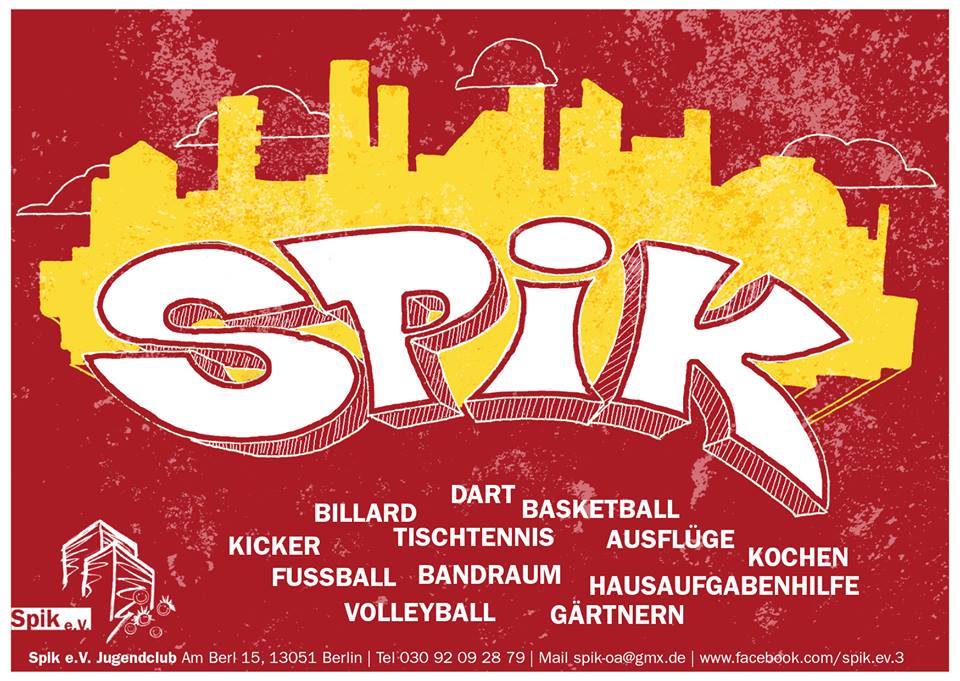 SPiK
DART
BILLARD BASKETBALL
KICKER TISCHTENNIS AUSFLÜGE
KOCHEN
FUSSBALL BANDRAUM HAUSAUFGABENHILFE
VOLLEYBALL GÄRTNERN
Spik e.V.
Spik e.V. Jugendclub Am Berl 15, 13051 Berlin | Tel 030 92 09 28 79 | Mail spik-oa@gmx.de | www.facebook.com/spik.ev.3